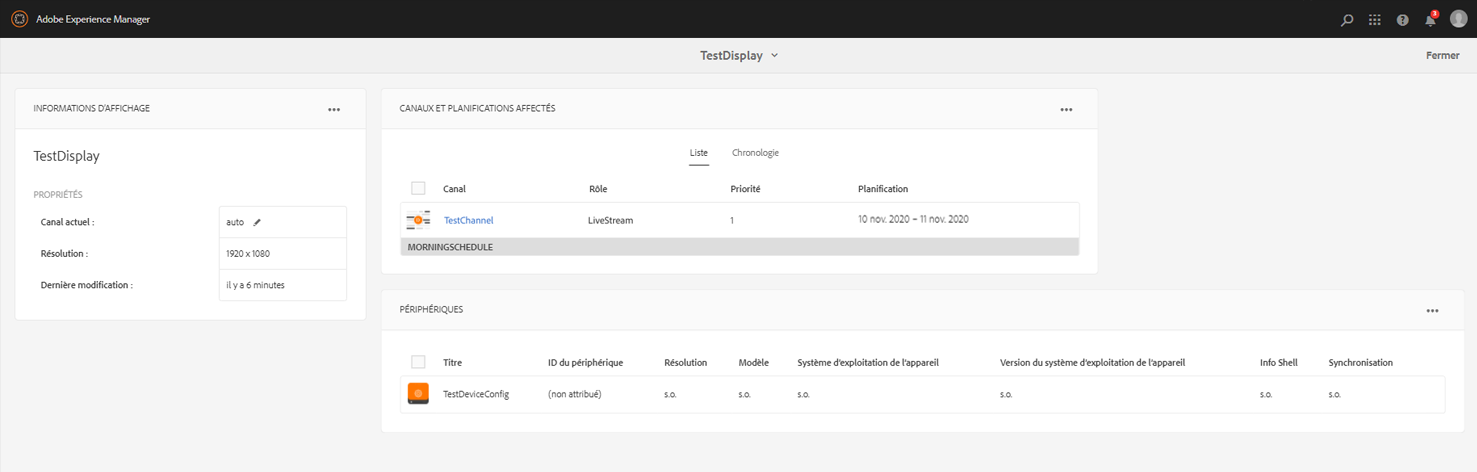 Adobe Experience Manager
3
TestDisplay
Fermer
INFORMATIONS D'AFFICHAGE
TestDisplay
PROPRIÉTÉS
Canal actuel : auto
Résolution : 1920 x 1080
Dernière modification : il y a 6 minutes
CANAUX ET PLANIFICATIONS AFFECTÉS
Liste Chronologie
Canal Rôle Priorité Planification
TestChannel LiveStream 1 10 nov. 2020 – 11 nov. 2020
MORNINGSCHEDULE
PÉRIPHÉRIQUES
Titre ID du périphérique Résolution Modèle Système d'exploitation de l'appareil Version du système d'exploitation de l'appareil Info Shell Synchronisation
TestDeviceConfig (non attribué) s.o. s.o. s.o. s.o. s.o. s.o.